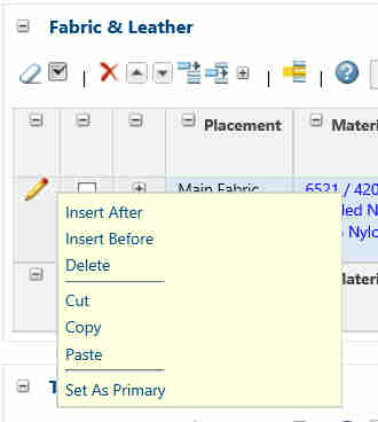 Fabric & Leather
Placement Materi
Main Fabric 6521 / 420
led N
Nylo
Insert After
Insert Before
Delete
Cut
Copy
Paste
Set As Primary